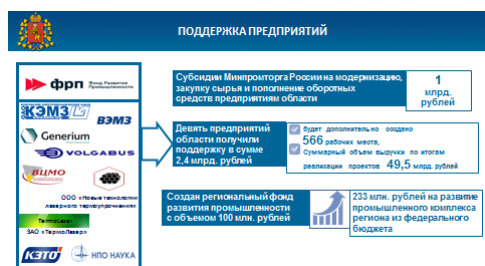 ПОДДЕРЖКА ПРЕДПРИЯТИЙ
фрп Фонд Развития
Промышленности
КЭМЗ
ВЭМЗ
Generium
VOLGABUS
ВЦМО
ООО «Новые технологии
лазерного термоупрочнения»
TermoLaser
ЗАО «ТермоЛазер»
КЗТО
НПО НАУКА
Субсидии Минпромторга России на модернизацию,
закупку сырья и пополнение оборотных
средств предприятиям области
1
млрд.
рублей
Девять предприятий
области получили
поддержку в сумме
2,4 млрд. рублей
будет дополнительно создано
566 рабочих места,
Суммарный объем выручки по итогам
реализации проектов 49,5 млрд. рублей
Создан региональный фонд
развития промышленности
с объемом 100 млн. рублей
233 млн. рублей на развитие
промышленного комплекса
региона из федерального
бюджета